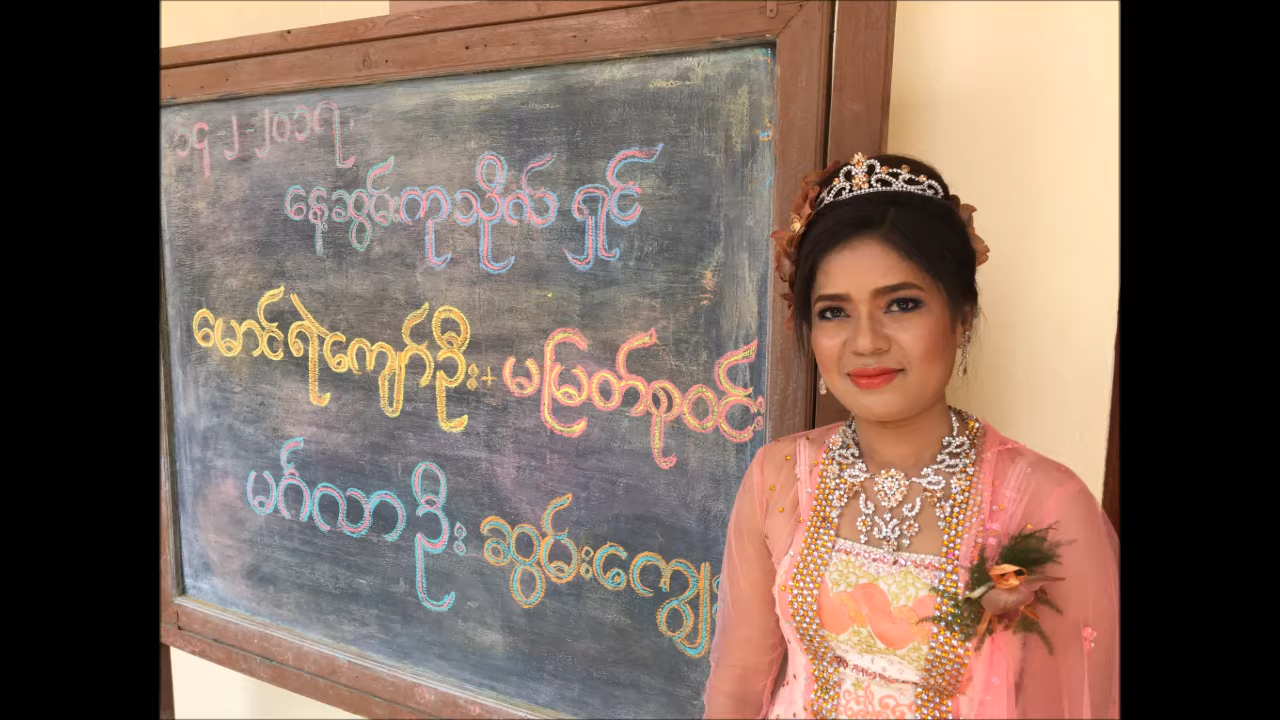 ၁၄-၂-၂၀၁၇
နေ့ဆွမ်းကုသိုလ် ရှင်
မောင်ရဲကျော်ဦး+မမြတ်စုဝင်း
မင်္ဂလာဦး ဆွမ်းကျွေး